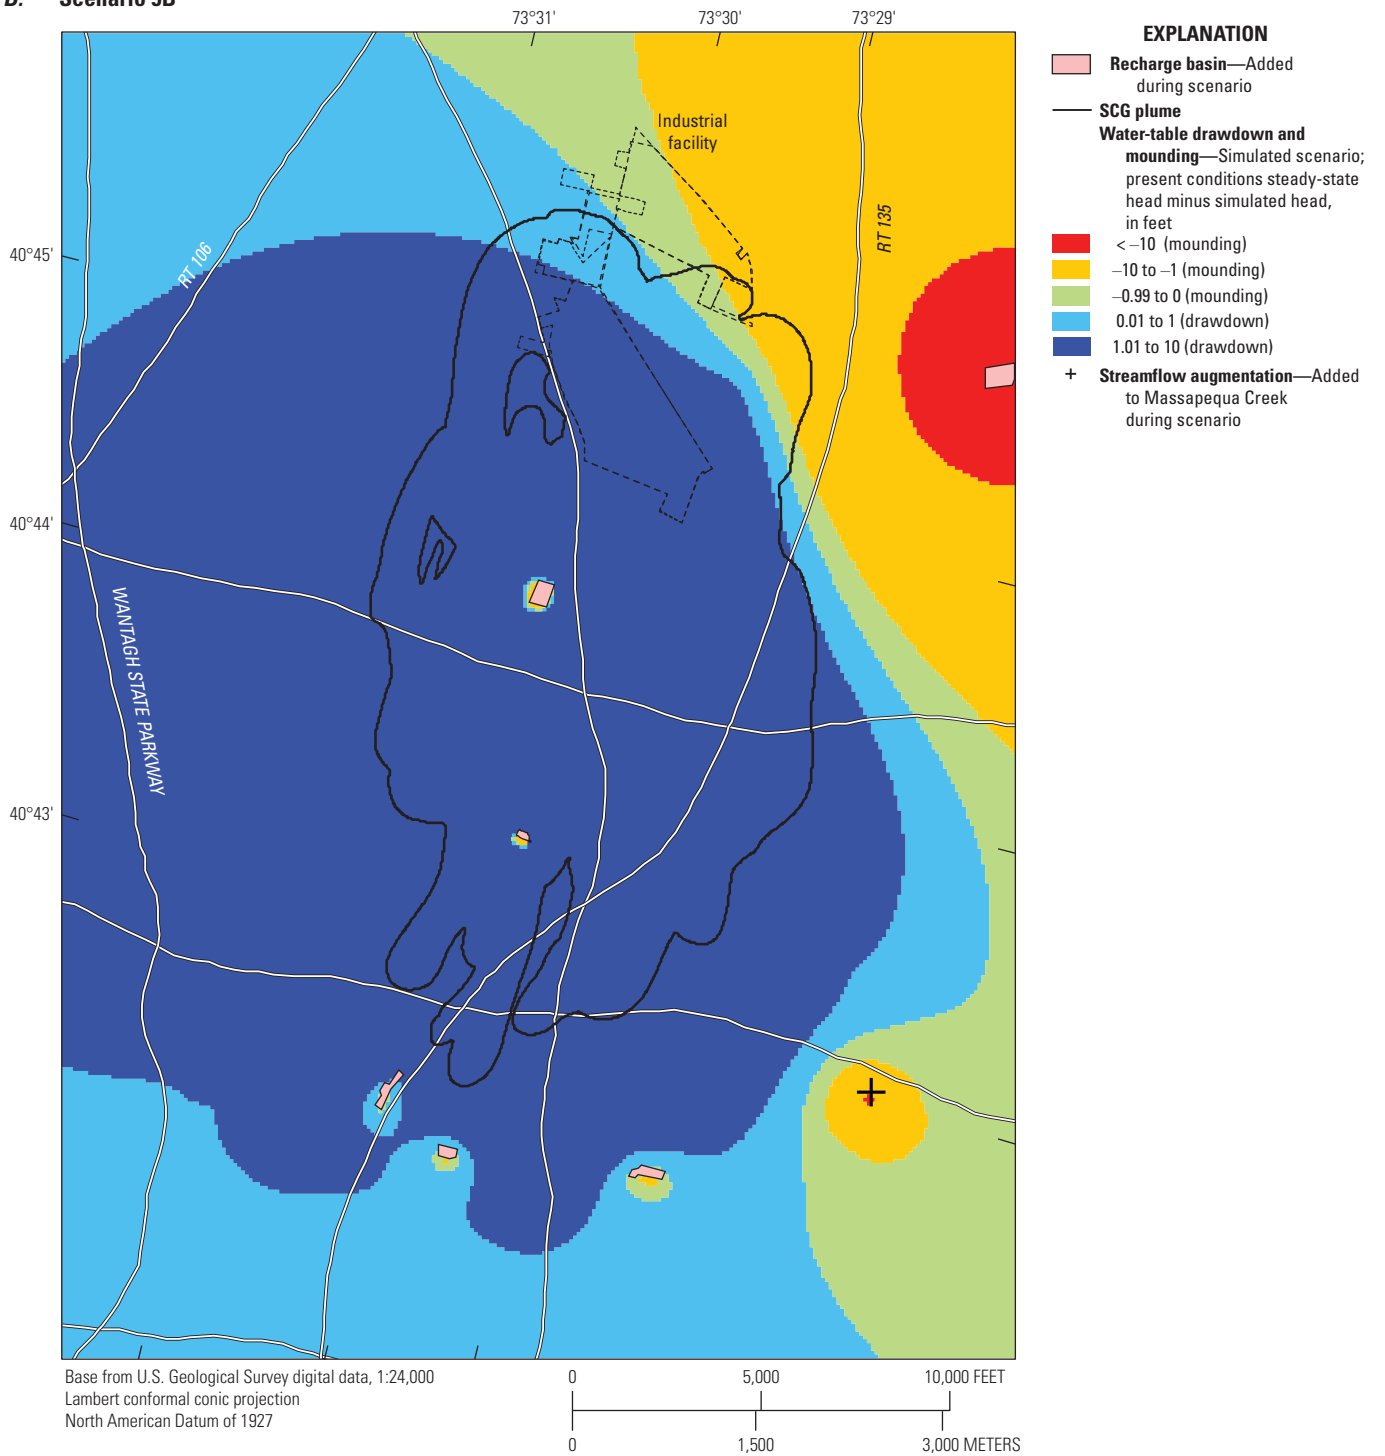 73°31'
73°30'
73°29'
40°45'
40°44'
40°43'
Industrial
facility
RT 106
RT 135
WANTAGH STATE PARKWAY
EXPLANATION
Recharge basin—Added
during scenario
SCG plume
Water-table drawdown and
mounding—Simulated scenario;
present conditions steady-state
head minus simulated head,
in feet
< –10 (mounding)
–10 to –1 (mounding)
–0.99 to 0 (mounding)
0.01 to 1 (drawdown)
1.01 to 10 (drawdown)
+ Streamflow augmentation—Added
to Massapequa Creek
during scenario
Base from U.S. Geological Survey digital data, 1:24,000
Lambert conformal conic projection
North American Datum of 1927
0 5,000 10,000 FEET
0 1,500 3,000 METERS